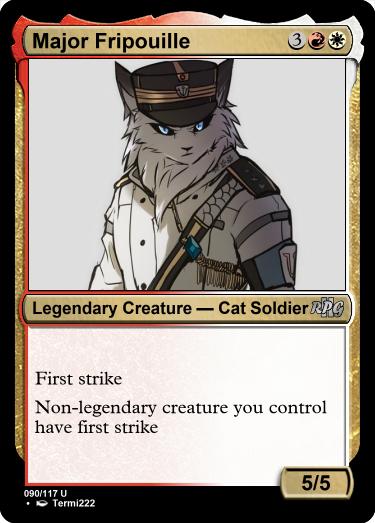 Major Fripouille 3
Legendary Creature — Cat Soldier RPG
First strike
Non-legendary creature you control
have first strike
5/5
090/117 U
• Termi222